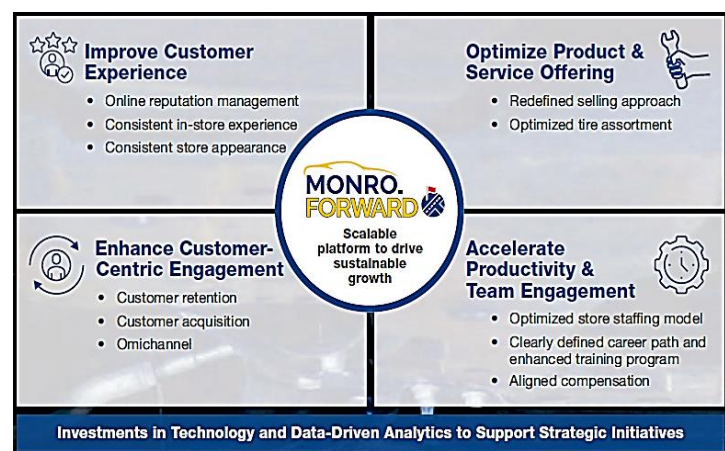 Improve Customer
Experience
• Online reputation management
• Consistent in-store experience
• Consistent store appearance
Optimize Product &
Service Offering
• Redefined selling approach
• Optimized tire assortment
MONRO.
FORWARD
Scalable
platform to drive
sustainable
growth
Enhance Customer-
Centric Engagement
• Customer retention
• Customer acquisition
• Omichannel
Accelerate
Productivity &
Team Engagement
• Optimized store staffing model
• Clearly defined career path and
enhanced training program
• Aligned compensation
Investments in Technology and Data-Driven Analytics to Support Strategic Initiatives